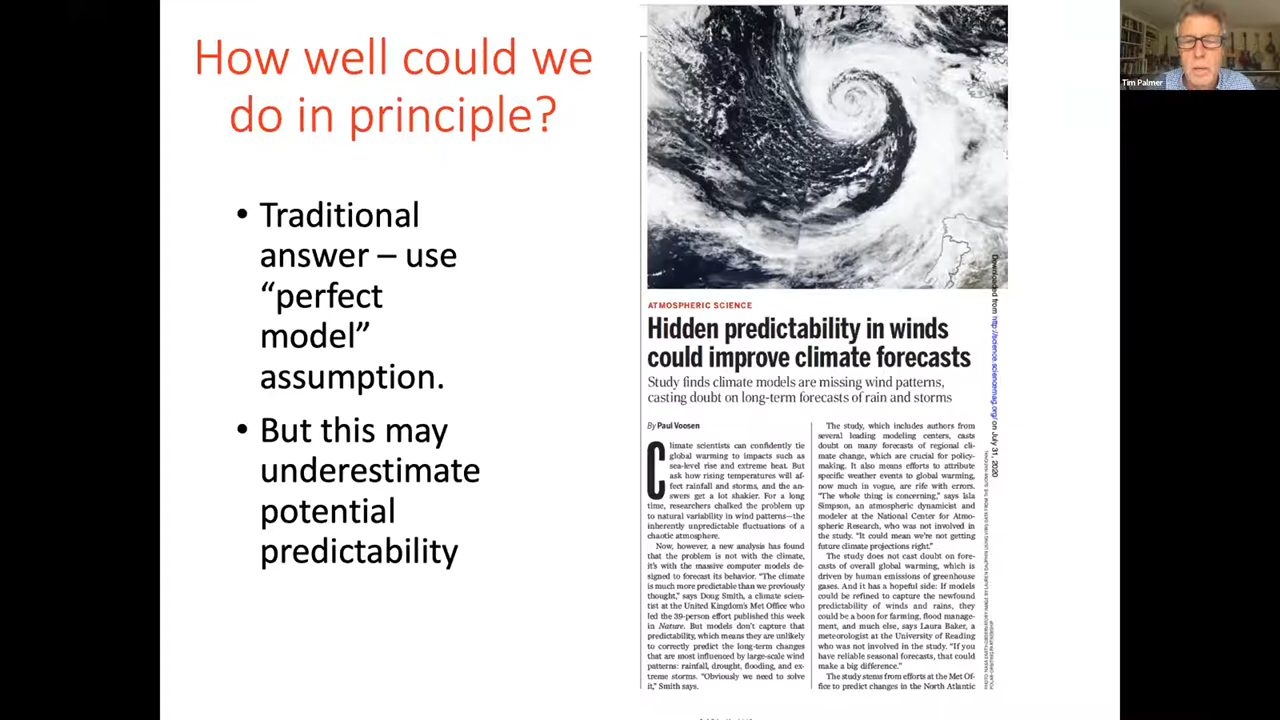 How well could we
do in principle?
• Traditional
answer – use
“perfect
model”
assumption.
• But this may
underestimate
potential
predictability
ATMOSPHERIC SCIENCE
Hidden predictability in winds
could improve climate forecasts
Study finds climate models are missing wind patterns,
casting doubt on long-term forecasts of rain and storms
By Paul Voosen
Climate scientists can confidently tie
global warming to impacts such as
sea-level rise and extreme heat. But
ask how rising temperatures will af-
fect rainfall and storms, and the an-
swers get a lot shakier. For a long
time, researchers chalked the problem up
to natural variability in wind patterns—the
inherently unpredictable fluctuations of a
chaotic atmosphere.
Now, however, a new analysis has found
that the problem is not with the climate,
it’s with the massive computer models de-
signed to forecast its behavior. “The climate
is much more predictable than we previously
thought,” says Doug Smith, a climate scien-
tist at the United Kingdom’s Met Office who
led the 39-person effort published this week
in Nature. But models don’t capture that
predictability, which means they are unlikely
to correctly predict the long-term changes
that are most influenced by large-scale wind
patterns: rainfall, drought, flooding, and ex-
treme storms. “Obviously we need to solve
it,” Smith says.
The study, which includes authors from
several leading modeling centers, casts
doubt on many forecasts of regional cli-
mate change, which are crucial for policy-
making. It also means efforts to attribute
specific weather events to global warming,
now much in vogue, are rife with errors.
“The whole thing is concerning,” says Isla
Simpson, an atmospheric dynamicist and
modeler at the National Center for Atmo-
spheric Research, who was not involved in
the study. “It could mean we’re not getting
future climate projections right.”
The study does not cast doubt on fore-
casts of overall global warming, which is
driven by human emissions of greenhouse
gases. And it has a hopeful side: If models
could be refined to capture the newfound
predictability of winds and rains, they
could be a boon for farming, flood manage-
ment, and much else, says Laura Baker, a
meteorologist at the University of Reading
who was not involved in the study. “If you
have reliable seasonal forecasts, that could
make a big difference.”
The study stems from efforts at the Met Of-
fice to predict changes in the North Atlantic
Downloaded from http://science.sciencemag.org/ on July 31, 2020
Tim Palmer